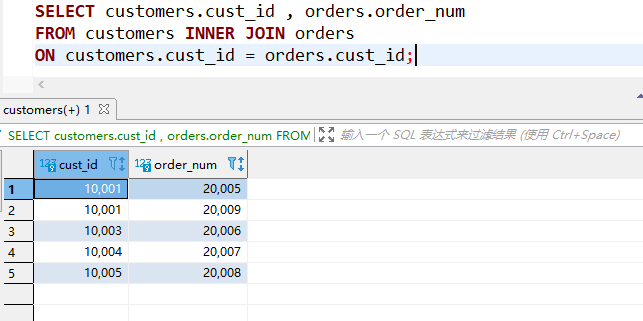 SELECT customers.cust_id , orders.order_num
FROM customers INNER JOIN orders
ON customers.cust_id = orders.cust_id;
customers(+) 1
SELECT customers.cust_id , orders.order_num FROM 输入一个 SQL 表达式来过滤结果 (使用 Ctrl+Space)
123 cust_id 123 order_num
1 10,001 20,005
2 10,001 20,009
3 10,003 20,006
4 10,004 20,007
5 10,005 20,008